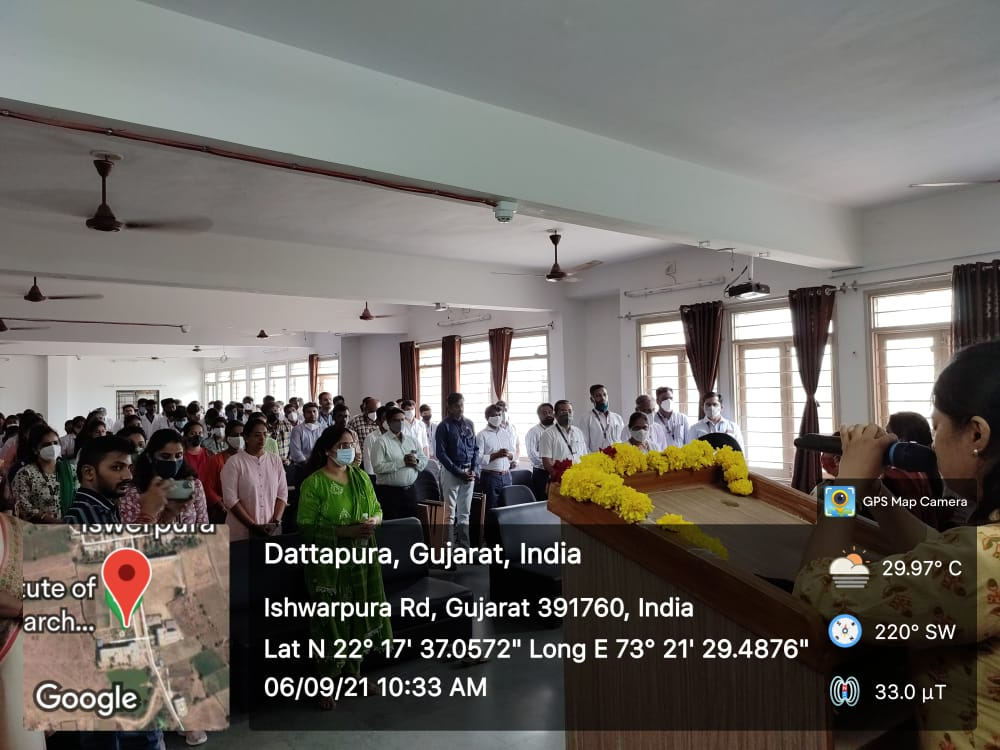 GPS Map Camera
Ishwerpura
tute of
arch...
Google
Dattapura, Gujarat, India
Ishwarpura Rd, Gujarat 391760, India
Lat N 22° 17' 37.0572" Long E 73° 21' 29.4876"
06/09/21 10:33 AM
29.97° C
220° SW
33.0 µT